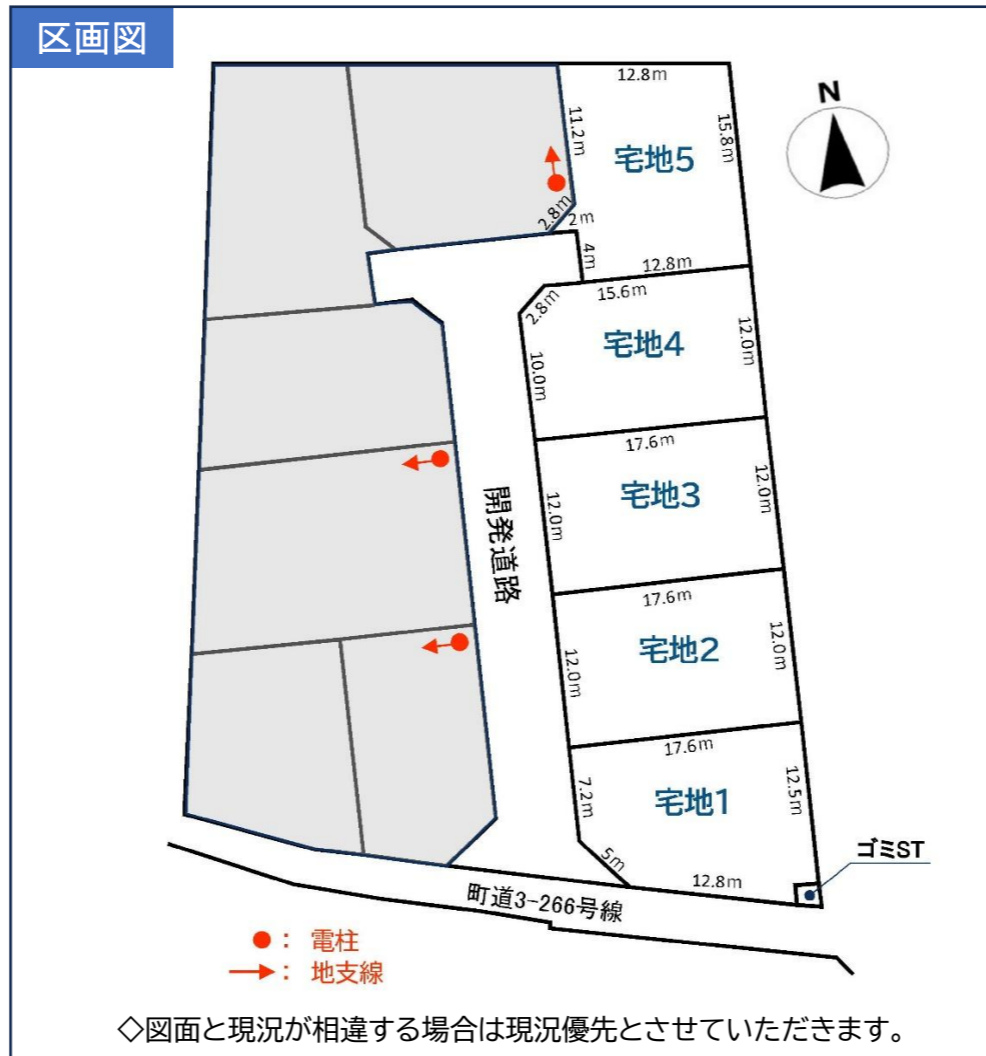 区画図
12.8m
N
11.2m
15.8m
宅地5
2.8m
2m
4m
12.8m
15.6m
2.8m
宅地4
12.0m
10.0m
17.6m
宅地3
12.0m
12.0m
開発道路
17.6m
宅地2
12.0m
12.0m
17.6m
宅地1
12.5m
7.2m
5m
12.8m
ゴミST
町道3-266号線
●： 電柱
→： 地支線
◇図面と現況が相違する場合は現況優先とさせていただきます。